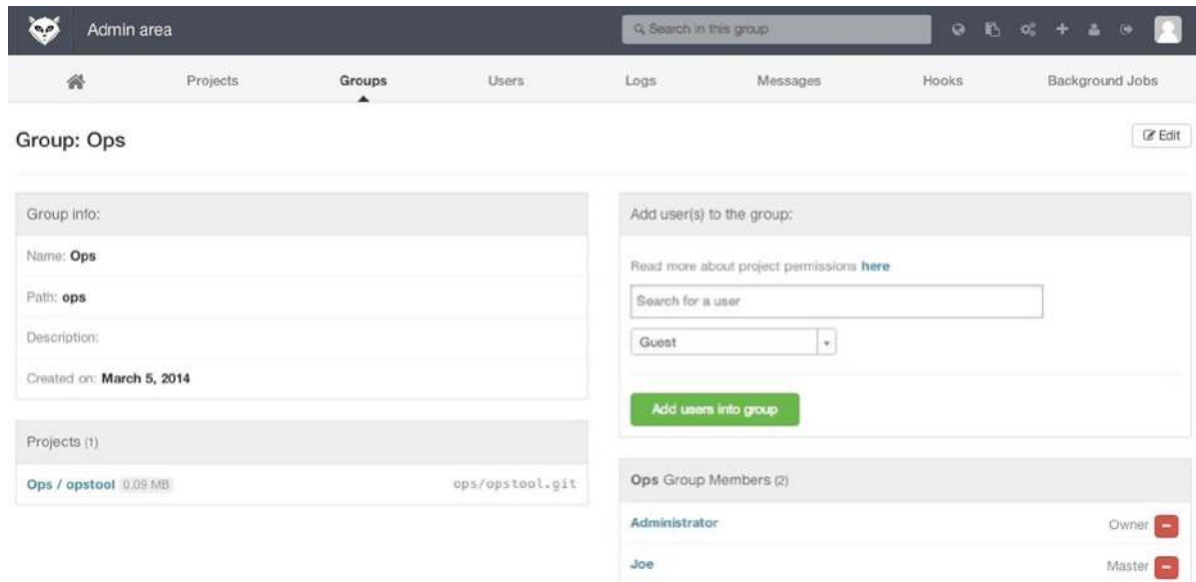 Admin area
Search in this group
Projects
Groups
Users
Logs
Messages
Hooks
Background Jobs
Group: Ops
Edit
Group info:
Name: Ops
Path: ops
Description:
Created on: March 5, 2014
Projects (1)
Ops / opstool 0.09 MB ops/opstool.git
Add user(s) to the group:
Read more about project permissions here
Search for a user
Guest
Add users into group
Ops Group Members (2)
Administrator Owner
Joe Master